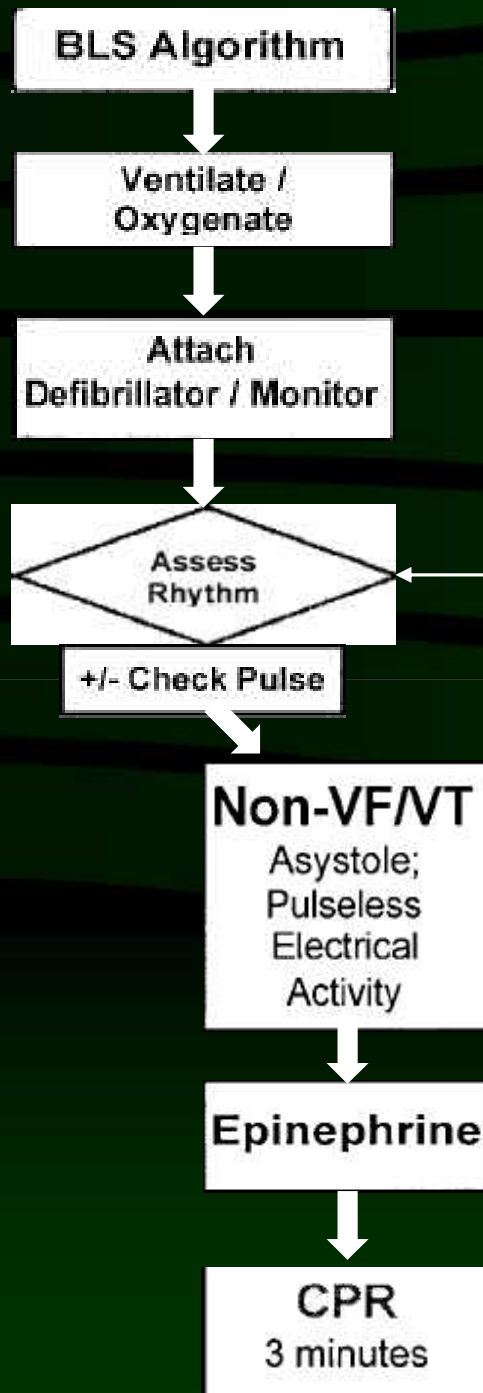 BLS Algorithm
Ventilate /
Oxygenate
Attach
Defibrillator / Monitor
Assess
Rhythm
+/- Check Pulse
Non-VF/VT
Asystole;
Pulseless
Electrical
Activity
Epinephrine
CPR
3 minutes